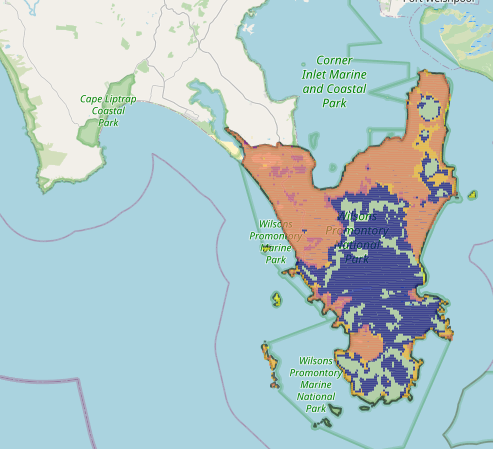 Port Welshpool
Corner
Inlet Marine
and Coastal
Park
Cape Liptrap
Coastal
Park
Wilsons
Promontory
National
Park
Wilsons
Promontory
Marine
Park
Wilsons
Promontory
Marine
National
Park